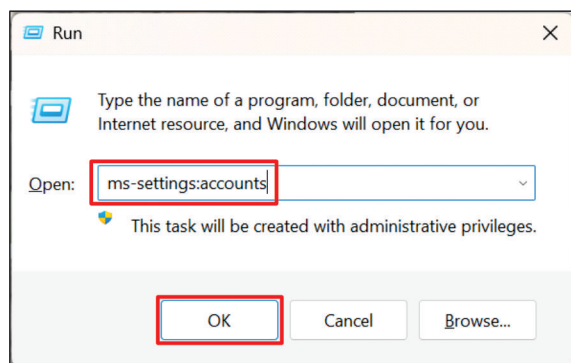 Run
Type the name of a program, folder, document, or
Internet resource, and Windows will open it for you.
Open: ms-settings:accounts
This task will be created with administrative privileges.
OK Cancel Browse...